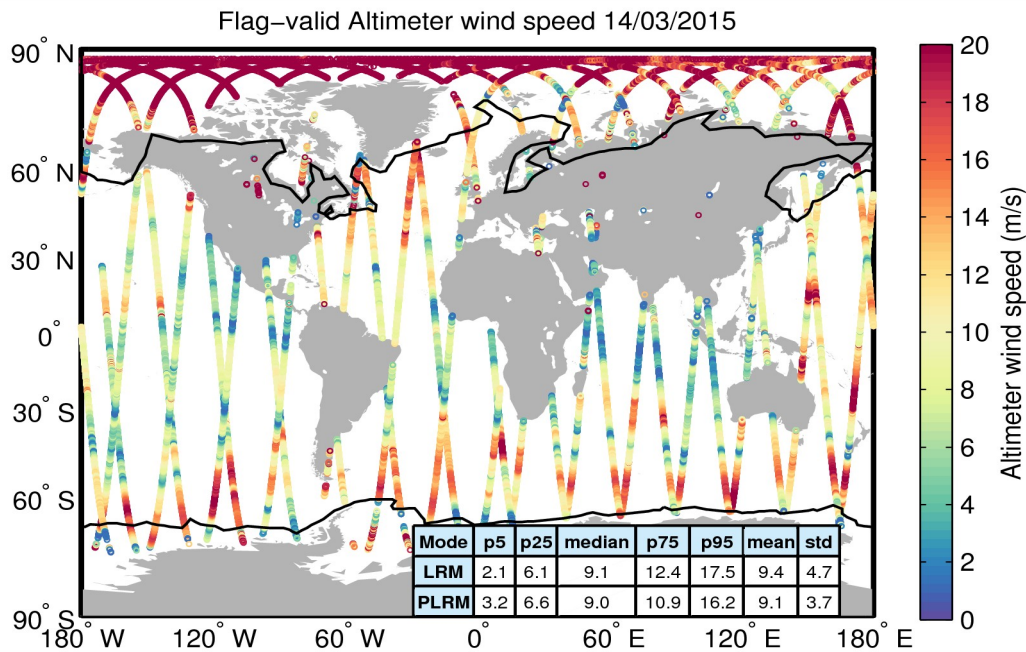 Flag−valid Altimeter wind speed 14/03/2015
90° N
60° N
30° N
0°
30° S
60° S
90° S
180° W
120° W
60° W
0°
60° E
120° E
180° E
Mode p5 p25 median p75 p95 mean std
LRM 2.1 6.1 9.1 12.4 17.5 9.4 4.7
PLRM 3.2 6.6 9.0 10.9 16.2 9.1 3.7
20
18
16
14
12
10
8
6
4
2
0
Altimeter wind speed (m/s)